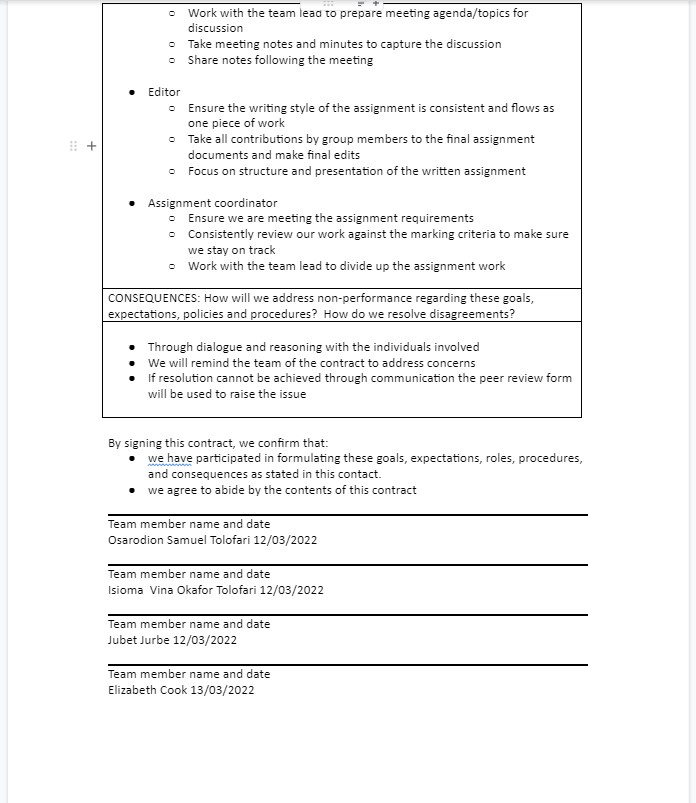 Work with the team lead to prepare meeting agenda/topics for
discussion
Take meeting notes and minutes to capture the discussion
Share notes following the meeting
Editor
Ensure the writing style of the assignment is consistent and flows as
one piece of work
Take all contributions by group members to the final assignment
documents and make final edits
Focus on structure and presentation of the written assignment
Assignment coordinator
Ensure we are meeting the assignment requirements
Consistently review our work against the marking criteria to make sure
we stay on track
Work with the team lead to divide up the assignment work
CONSEQUENCES: How will we address non-performance regarding these goals,
expectations, policies and procedures?  How do we resolve disagreements?
Through dialogue and reasoning with the individuals involved
We will remind the team of the contract to address concerns
If resolution cannot be achieved through communication the peer review form
will be used to raise the issue
By signing this contract, we confirm that:
we have participated in formulating these goals, expectations, roles, procedures,
and consequences as stated in this contact.
we agree to abide by the contents of this contract
Team member name and date
Osarodion Samuel Tolofari 12/03/2022
Team member name and date
Isioma  Vina Okafor Tolofari 12/03/2022
Team member name and date
Jubet Jurbe 12/03/2022
Team member name and date
Elizabeth Cook 13/03/2022